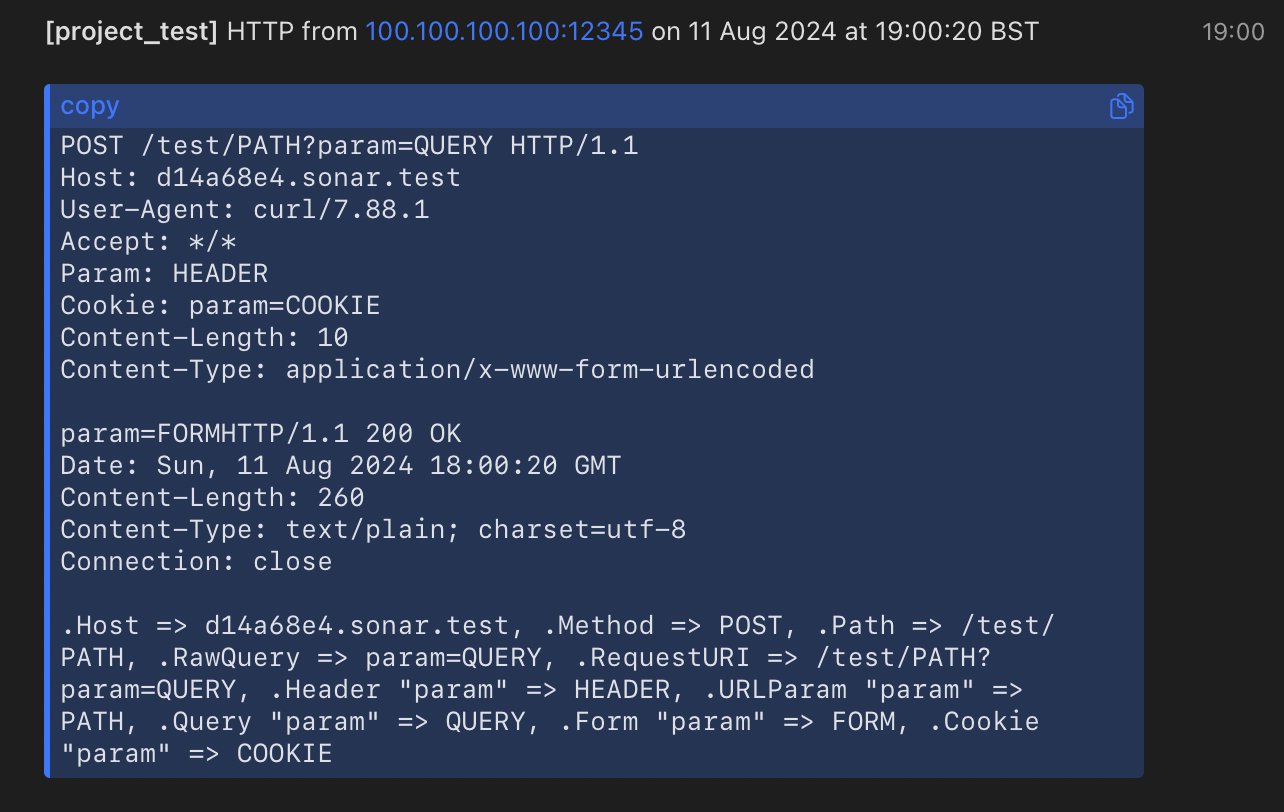 [project_test] HTTP from 100.100.100.100:12345 on 11 Aug 2024 at 19:00:20 BST 19:00
copy
POST /test/PATH?param=QUERY HTTP/1.1
Host: d14a68e4.sonar.test
User-Agent: curl/7.88.1
Accept: */*
Param: HEADER
Cookie: param=COOKIE
Content-Length: 10
Content-Type: application/x-www-form-urlencoded
param=FORMHTTP/1.1 200 OK
Date: Sun, 11 Aug 2024 18:00:20 GMT
Content-Length: 260
Content-Type: text/plain; charset=utf-8
Connection: close
.Host => d14a68e4.sonar.test, .Method => POST, .Path => /test/
PATH, .RawQuery => param=QUERY, .RequestURI => /test/PATH?
param=QUERY, .Header "param" => HEADER, .URLParam "param" =>
PATH, .Query "param" => QUERY, .Form "param" => FORM, .Cookie
"param" => COOKIE